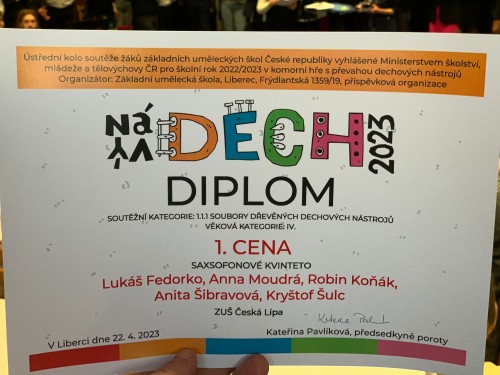 Ústřední kolo soutěže žáků základních uměleckých škol České republiky vyhlášené Ministerstvem školství,
mládeže a tělovýchovy ČR pro školní rok 2022/2023 v komorní hře s převahou dechových nástrojů
Organizátor: Základní umělecká škola, Liberec, Frýdlantská 1359/19, příspěvková organizace
Ná
VÝ
DECH
2023
DIPLOM
SOUTĚŽNÍ KATEGORIE: 1.1.1 SOUBORY DŘEVĚNÝCH DECHOVÝCH NÁSTROJŮ
VĚKOVÁ KATEGORIE: IV.
1. CENA
SAXSOFONOVÉ KVINTETO
Lukáš Fedorko, Anna Moudrá, Robin Koňák,
Anita Šibravová, Kryštof Šulc
ZUŠ Česká Lípa
V Liberci dne 22. 4. 2023
Kateřina Pavlíková, předsedkyně poroty